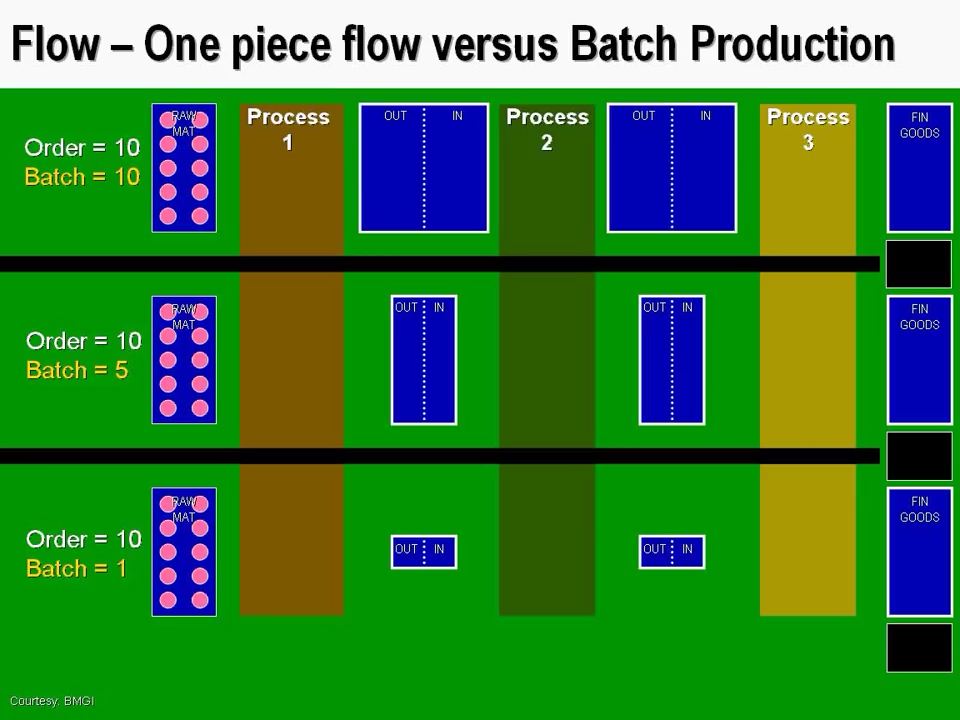 Flow – One piece flow versus Batch Production
Order = 10
Batch = 10
RAW
MAT
Process
1
OUT IN
Process
2
OUT IN
Process
3
FIN
GOODS
Order = 10
Batch = 5
RAW
MAT
OUT IN
OUT IN
FIN
GOODS
Order = 10
Batch = 1
RAW
MAT
OUT IN
OUT IN
FIN
GOODS
Courtesy: BMGI